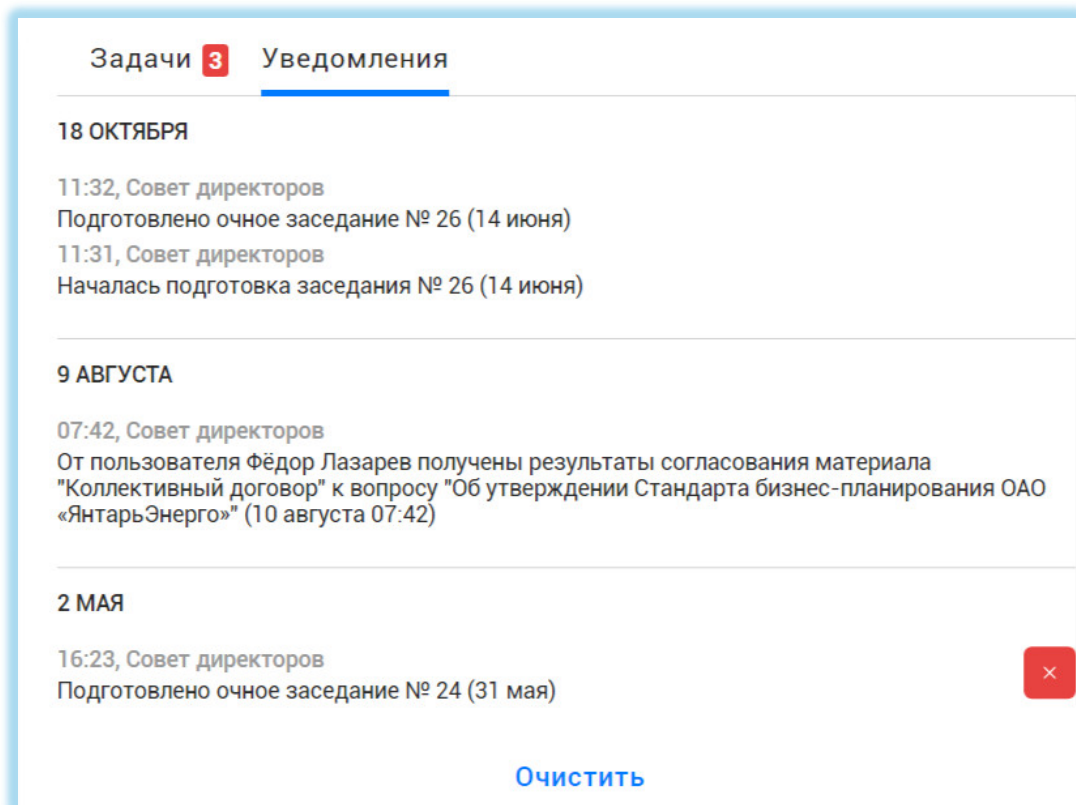 Задачи 3 Уведомления
18 ОКТЯБРЯ
11:32, Совет директоров
Подготовлено очное заседание № 26 (14 июня)
11:31, Совет директоров
Началась подготовка заседания № 26 (14 июня)
9 АВГУСТА
07:42, Совет директоров
От пользователя Фёдор Лазарев получены результаты согласования материала
"Коллективный договор" к вопросу "Об утверждении Стандарта бизнес-планирования ОАО
«ЯнтарьЭнерго»" (10 августа 07:42)
2 МАЯ
16:23, Совет директоров
Подготовлено очное заседание № 24 (31 мая)
Очистить